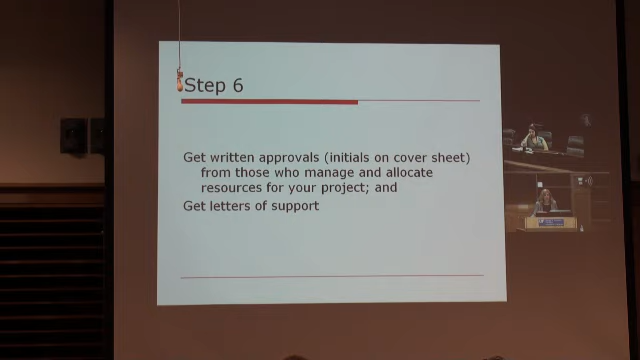 Step 6
Get written approvals (initials on cover sheet)
from those who manage and allocate
resources for your project; and
Get letters of support